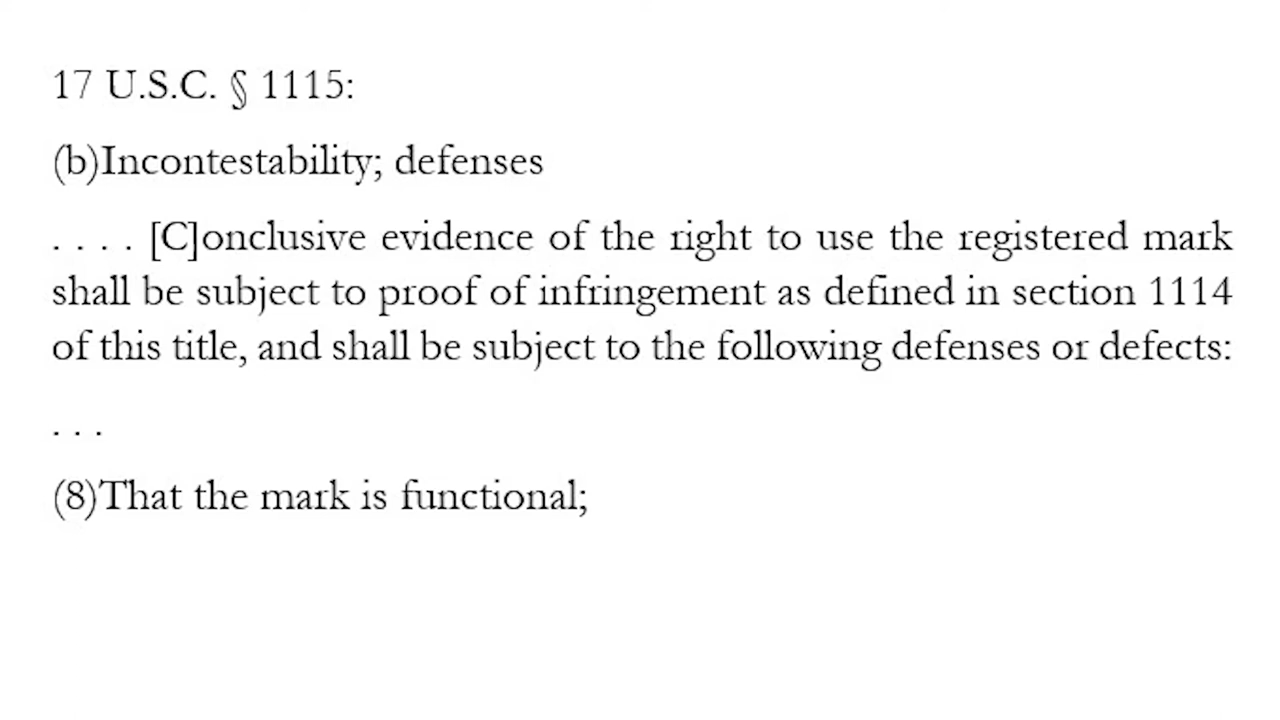 17 U.S.C. § 1115:
(b)Incontestability; defenses
. . . . [C]onclusive evidence of the right to use the registered mark
shall be subject to proof of infringement as defined in section 1114
of this title, and shall be subject to the following defenses or defects:
. . .
(8)That the mark is functional;